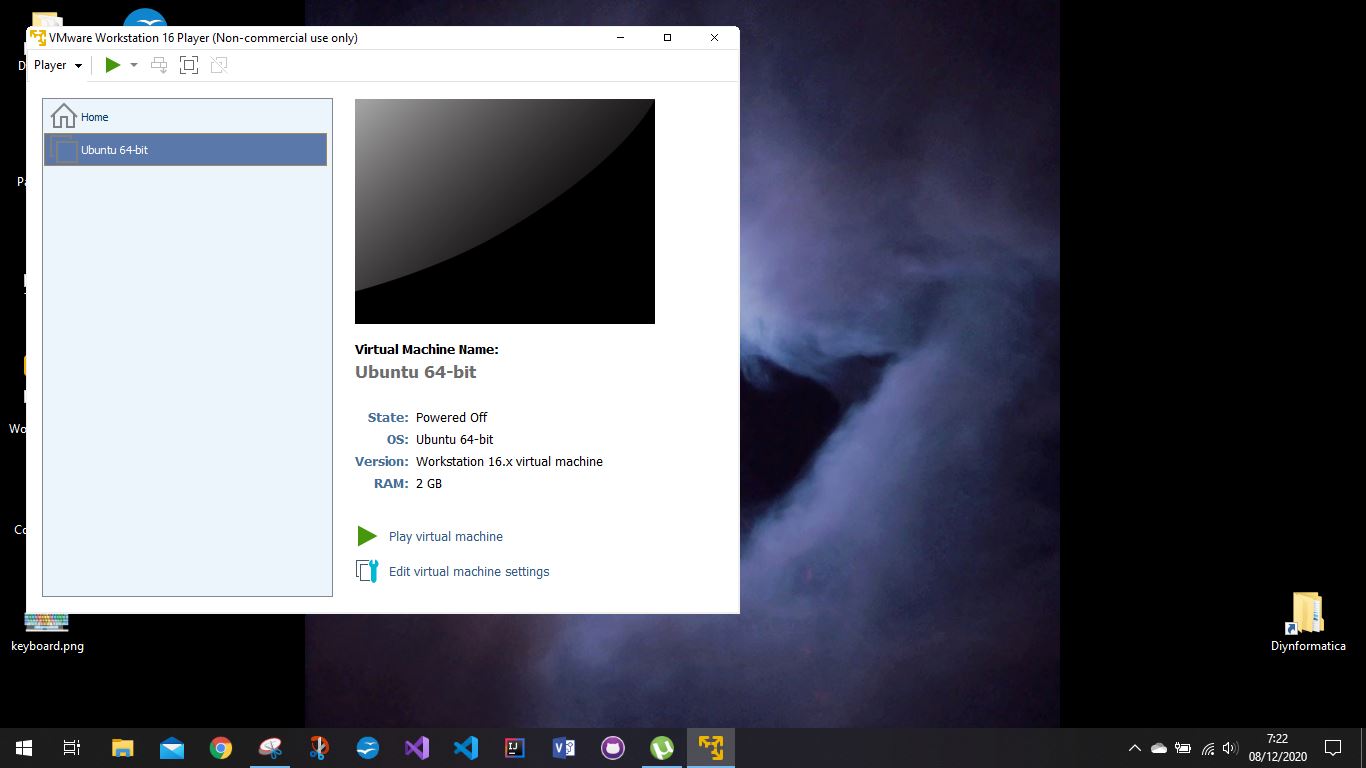 VMware Workstation 16 Player (Non-commercial use only)
Player
Home
Ubuntu 64-bit
Virtual Machine Name:
Ubuntu 64-bit
State: Powered Off
OS: Ubuntu 64-bit
Version: Workstation 16.x virtual machine
RAM: 2 GB
Play virtual machine
Edit virtual machine settings
keyboard.png
Diynformatica
7:22
08/12/2020